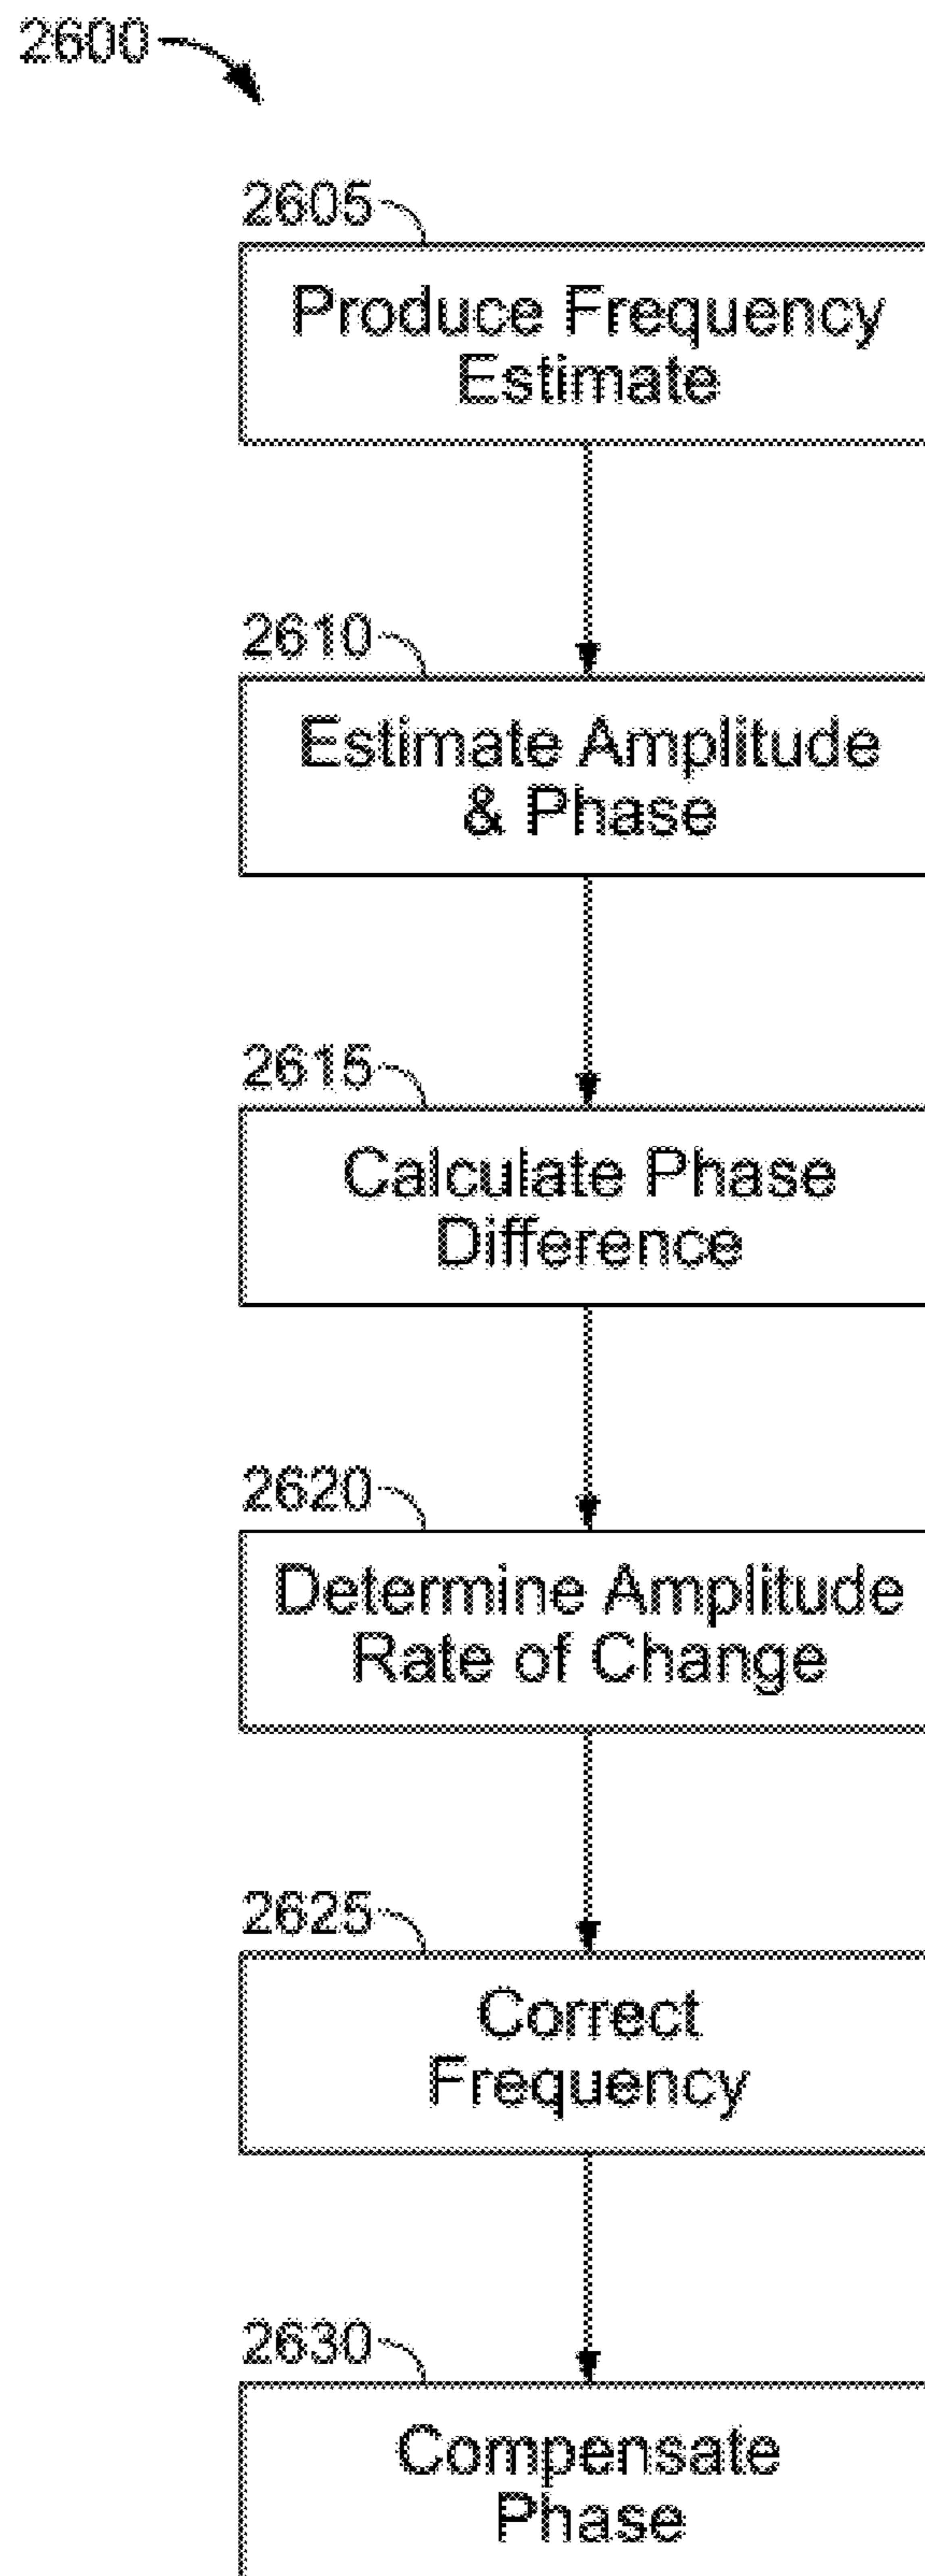 2600
2605
Produce Frequency
Estimate
2610
Estimate Amplitude
& Phase
2615
Calculate Phase
Difference
2620
Determine Amplitude
Rate of Change
2625
Correct
Frequency
2630
Compensate
Phase